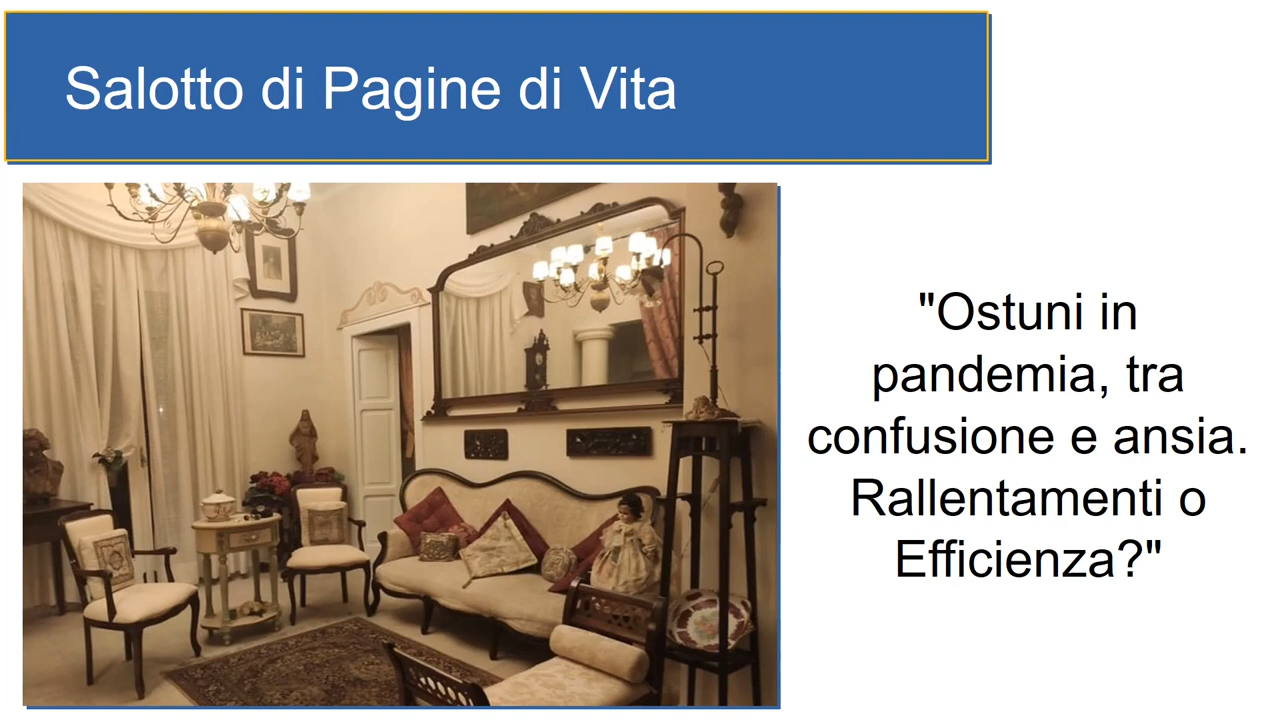 Salotto di Pagine di Vita
"Ostuni in
pandemia, tra
confusione e ansia.
Rallentamenti o
Efficienza?"